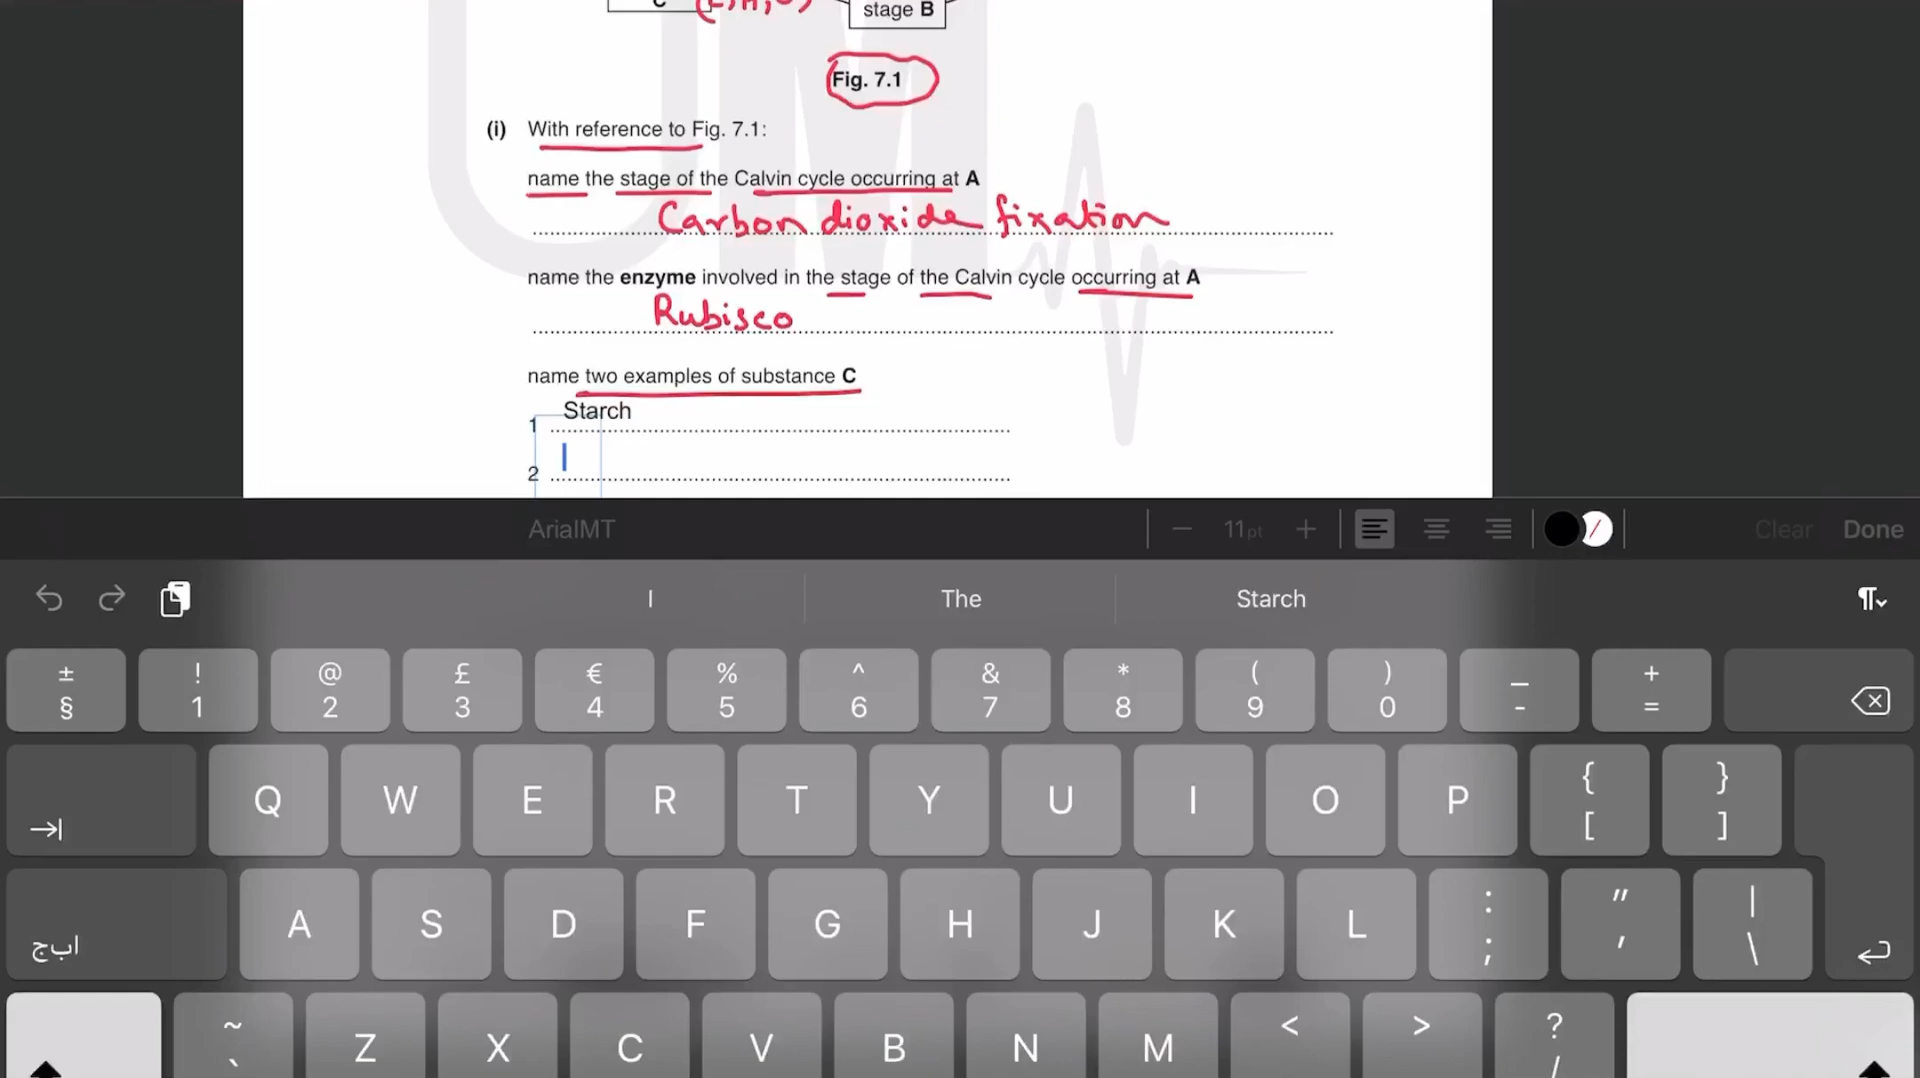 C (C,H,O)
stage B
Fig. 7.1
(i) With reference to Fig. 7.1:
name the stage of the Calvin cycle occurring at A
Carbon dioxide fixation
name the enzyme involved in the stage of the Calvin cycle occurring at A
Rubisco
name two examples of substance C
Starch
1
2
ArialMT
− 11pt +
Clear Done
I The Starch
± ! @ £ € % ^ & * ( ) _ +
§ 1 2 3 4 5 6 7 8 9 0 - =
Q W E R T Y U I O P { }
[ ]
ابج A S D F G H J K L : " |
; ' \
~ Z X C V B N M < > ?
` /